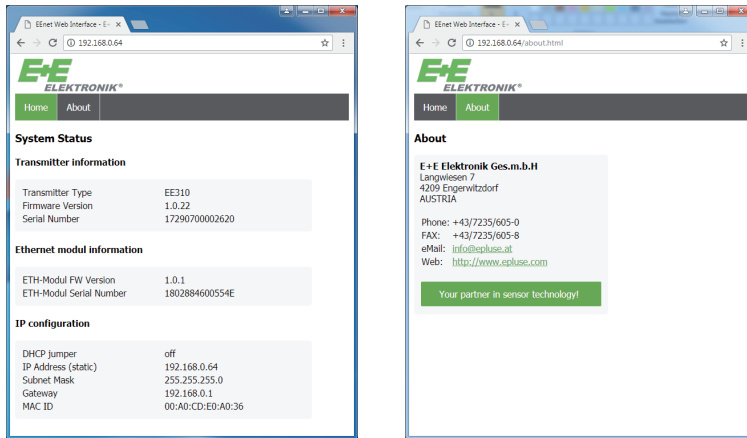 EEnet Web Interface - E+
192.168.0.64
E+E
ELEKTRONIK®
Home About
System Status
Transmitter information
Transmitter Type EE310
Firmware Version 1.0.22
Serial Number 17290700002620
Ethernet modul information
ETH-Modul FW Version 1.0.1
ETH-Modul Serial Number 1802884600554E
IP configuration
DHCP jumper off
IP Address (static) 192.168.0.64
Subnet Mask 255.255.255.0
Gateway 192.168.0.1
MAC ID 00:A0:CD:E0:A0:36
EEnet Web Interface - E+
192.168.0.64/about.html
E+E
ELEKTRONIK®
Home About
About
E+E Elektronik Ges.m.b.H
Langwiesen 7
4209 Engerwitzdorf
AUSTRIA
Phone: +43/7235/605-0
FAX: +43/7235/605-8
eMail: info@epluse.at
Web: http://www.epluse.com
Your partner in sensor technology!